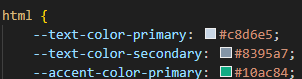 html {
--text-color-primary: #c8d6e5;
--text-color-secondary: #8395a7;
--accent-color-primary: #10ac84;